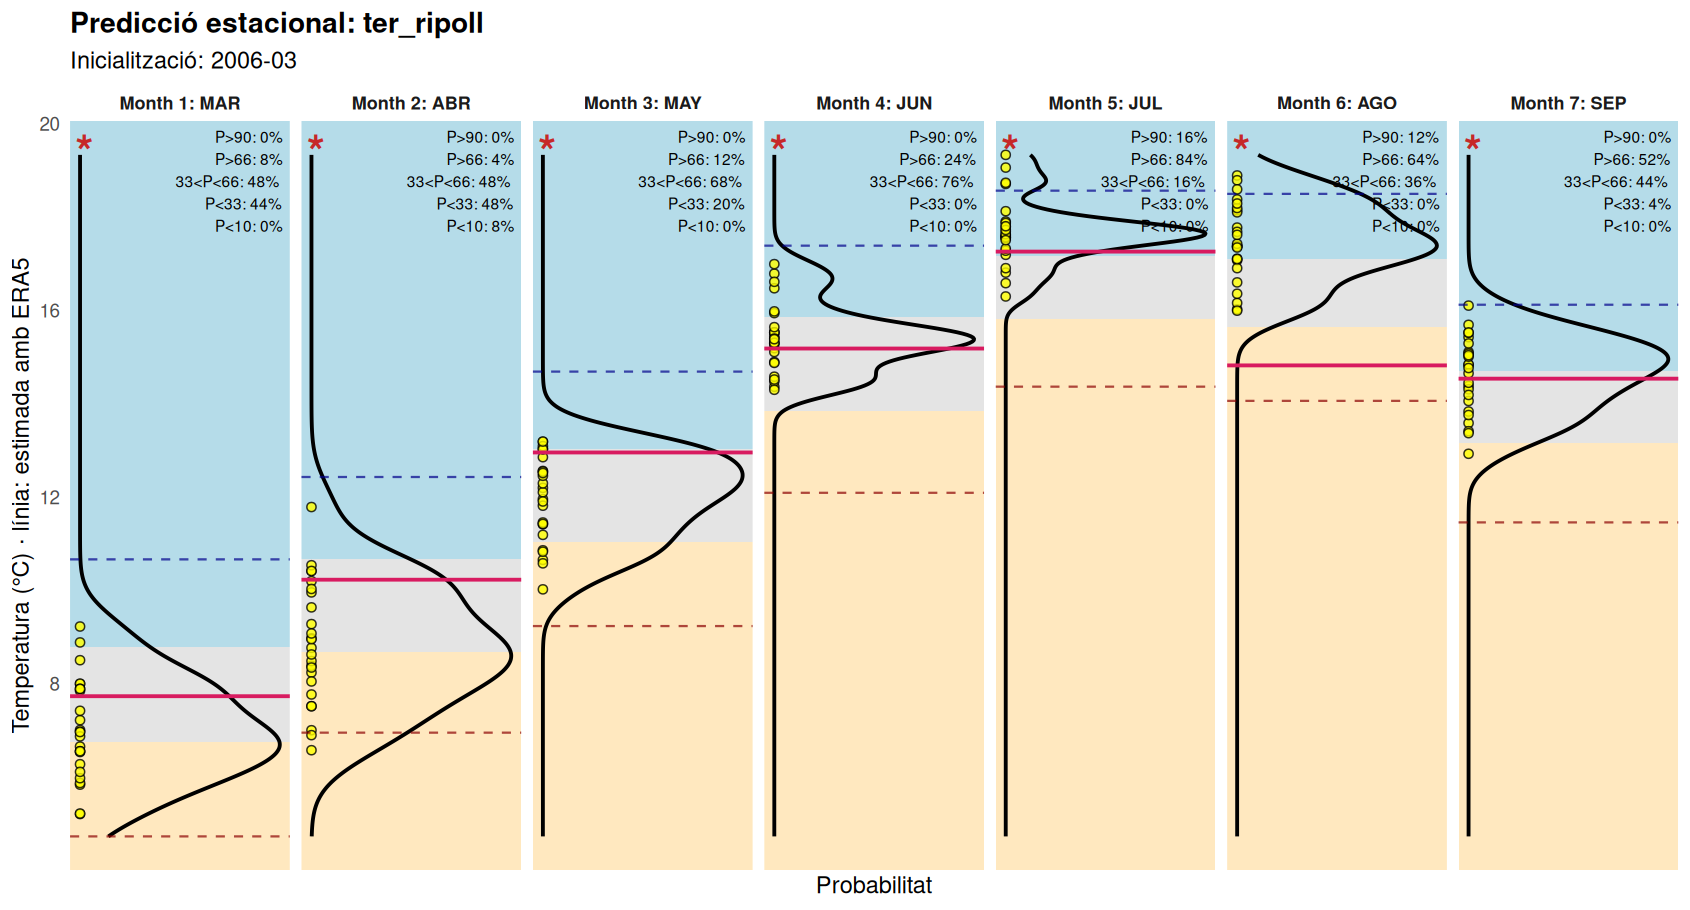 Predicció estacional: ter_ripoll
Inicialització: 2006-03
Month 1: MAR
Month 2: ABR
Month 3: MAY
Month 4: JUN
Month 5: JUL
Month 6: AGO
Month 7: SEP
20
16
12
8
Temperatura (°C) · línia: estimada amb ERA5
*
P>90: 0%
P>66: 8%
33<P<66: 48%
P<33: 44%
P<10: 0%
*
P>90: 0%
P>66: 4%
33<P<66: 48%
P<33: 48%
P<10: 8%
*
P>90: 0%
P>66: 12%
33<P<66: 68%
P<33: 20%
P<10: 0%
*
P>90: 0%
P>66: 24%
33<P<66: 76%
P<33: 0%
P<10: 0%
*
P>90: 16%
P>66: 84%
33<P<66: 16%
P<33: 0%
P<10: 0%
*
P>90: 12%
P>66: 64%
33<P<66: 36%
P<33: 0%
P<10: 0%
*
P>90: 0%
P>66: 52%
33<P<66: 44%
P<33: 4%
P<10: 0%
Probabilitat